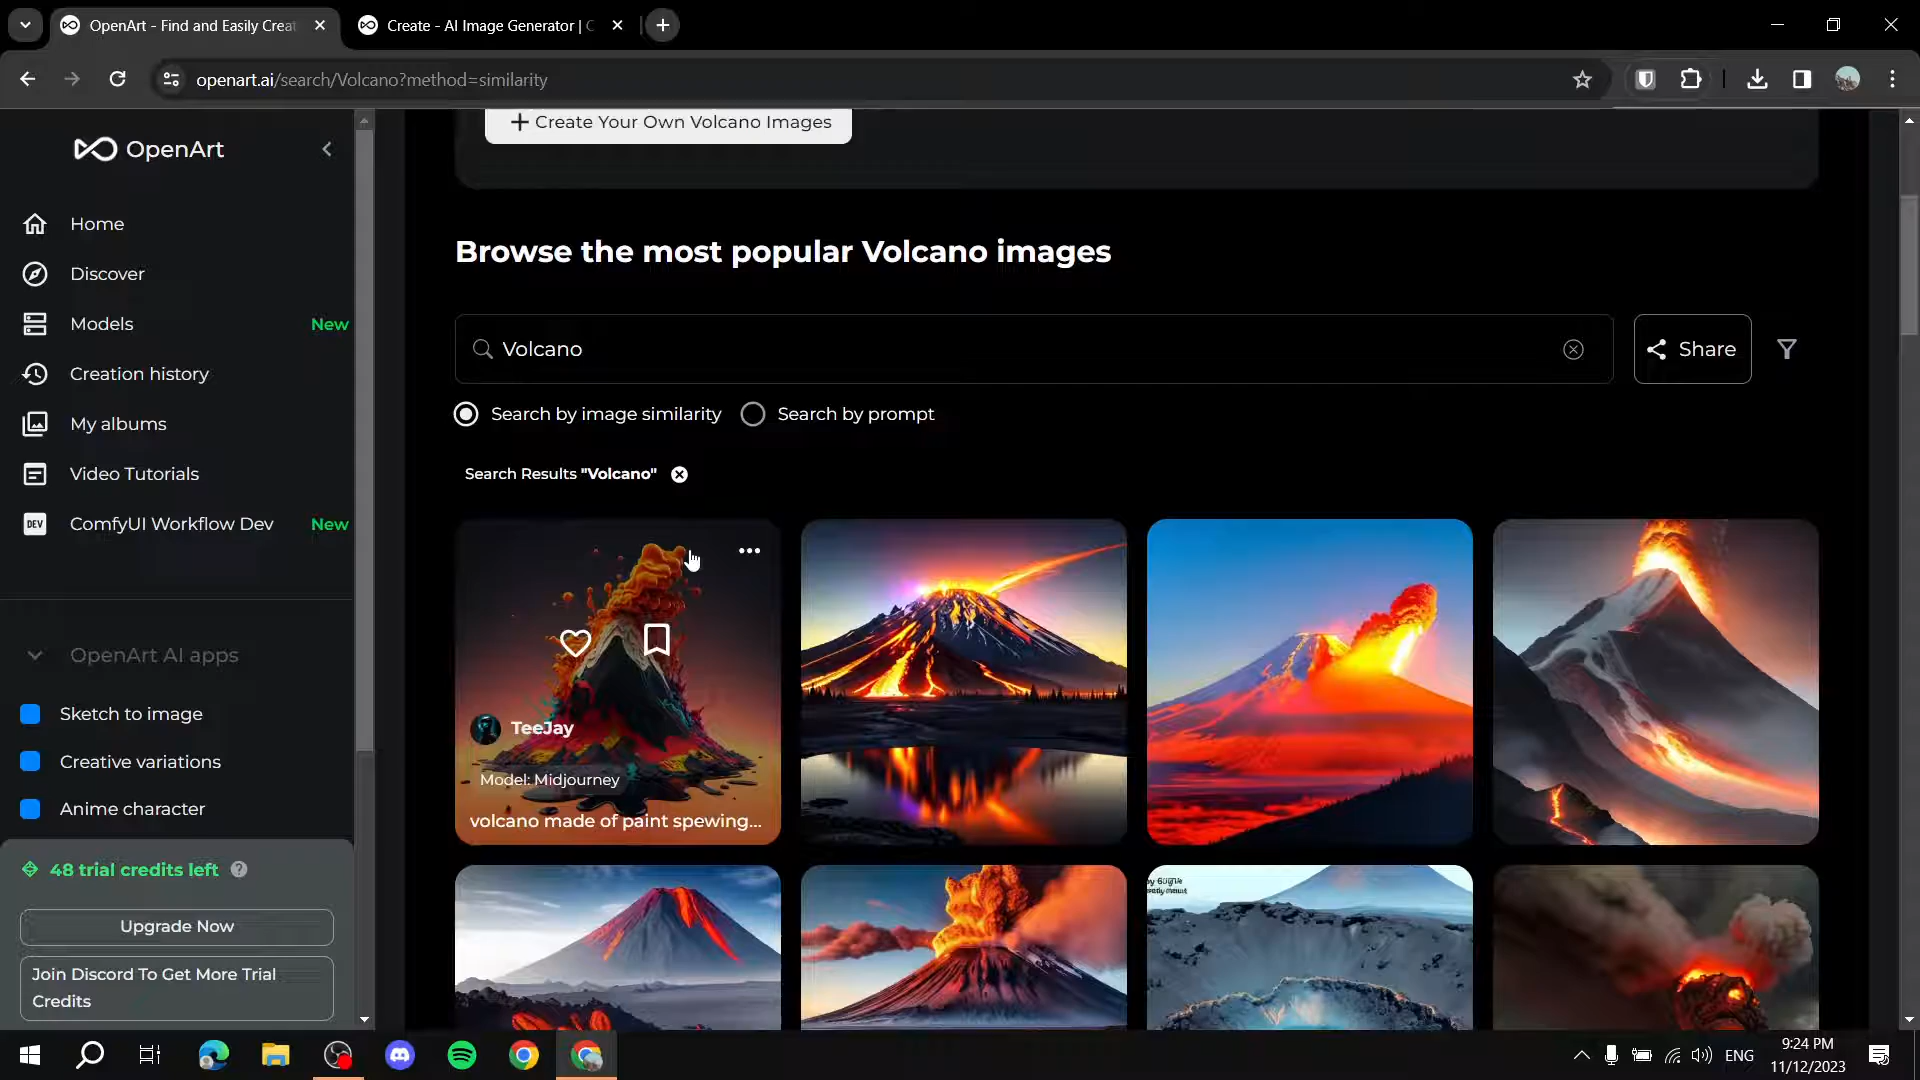 OpenArt - Find and Easily Creat
Create - AI Image Generator |
openart.ai/search/Volcano?method=similarity
OpenArt
Home
Discover
Models New
Creation history
My albums
Video Tutorials
DEV ComfyUI Workflow Dev New
OpenArt AI apps
Sketch to image
Creative variations
Anime character
48 trial credits left ?
Upgrade Now
Join Discord To Get More Trial
Credits
+ Create Your Own Volcano Images
Browse the most popular Volcano images
Volcano
Share
Search by image similarity
Search by prompt
Search Results "Volcano"
TeeJay
Model: Midjourney
volcano made of paint spewing...
ENG
9:24 PM
11/12/2023